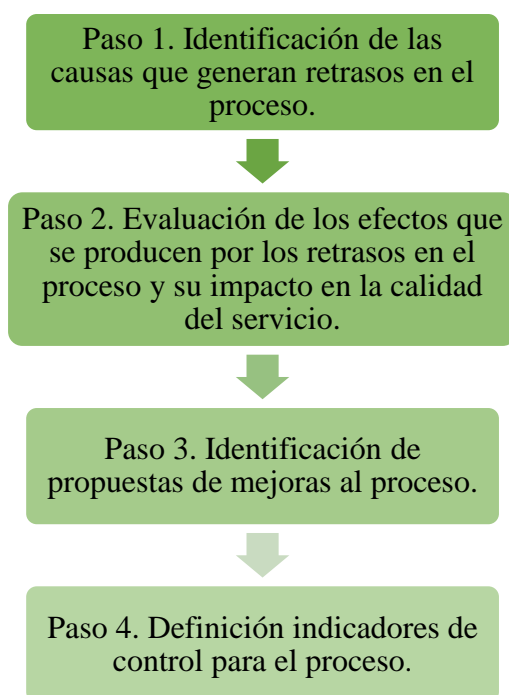 Paso 1. Identificación de las
causas que generan retrasos en el
proceso.
Paso 2. Evaluación de los efectos que
se producen por los retrasos en el
proceso y su impacto en la calidad
del servicio.
Paso 3. Identificación de
propuestas de mejoras al proceso.
Paso 4. Definición indicadores de
control para el proceso.